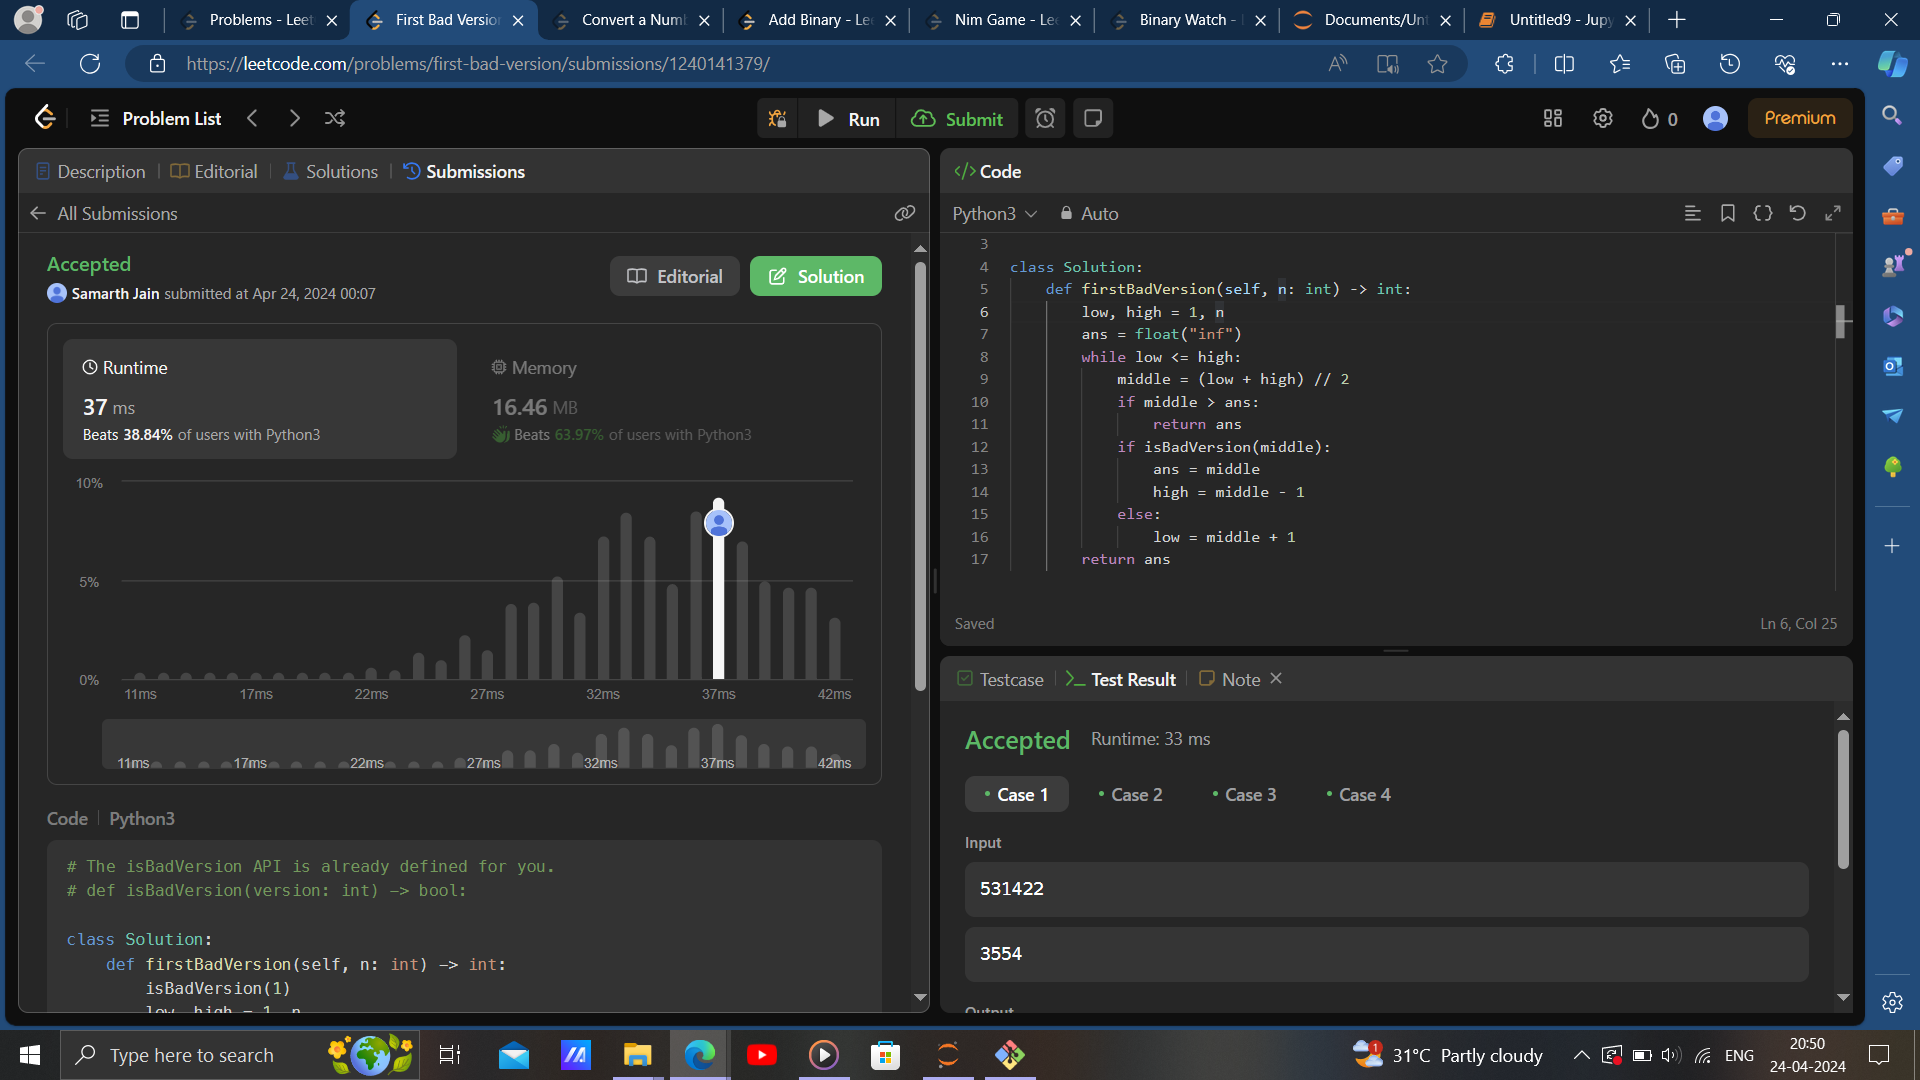 Problems - Leet
First Bad Version
Convert a Numb
Add Binary - Lee
Nim Game - Lee
Binary Watch -
Documents/Unt
Untitled9 - Jupy
https://leetcode.com/problems/first-bad-version/submissions/1240141379/
Problem List
Run
Submit
0
Premium
Description
Editorial
Solutions
Submissions
All Submissions
Accepted
Samarth Jain submitted at Apr 24, 2024 00:07
Editorial
Solution
Runtime
37 ms
Beats 38.84% of users with Python3
Memory
16.46 MB
Beats 63.97% of users with Python3
10%
5%
0%
11ms 17ms 22ms 27ms 32ms 37ms 42ms
11ms 17ms 22ms 27ms 32ms 37ms 42ms
Code Python3
# The isBadVersion API is already defined for you.
# def isBadVersion(version: int) -> bool:
class Solution:
def firstBadVersion(self, n: int) -> int:
isBadVersion(1)
low, high = 1, n
</> Code
Python3 Auto
3
4 class Solution:
5 def firstBadVersion(self, n: int) -> int:
6 low, high = 1, n
7 ans = float("inf")
8 while low <= high:
9 middle = (low + high) // 2
10 if middle > ans:
11 return ans
12 if isBadVersion(middle):
13 ans = middle
14 high = middle - 1
15 else:
16 low = middle + 1
17 return ans
Saved
Ln 6, Col 25
Testcase
Test Result
Note
Accepted Runtime: 33 ms
Case 1
Case 2
Case 3
Case 4
Input
531422
3554
Output
Type here to search
1
31°C Partly cloudy
ENG
20:50
24-04-2024